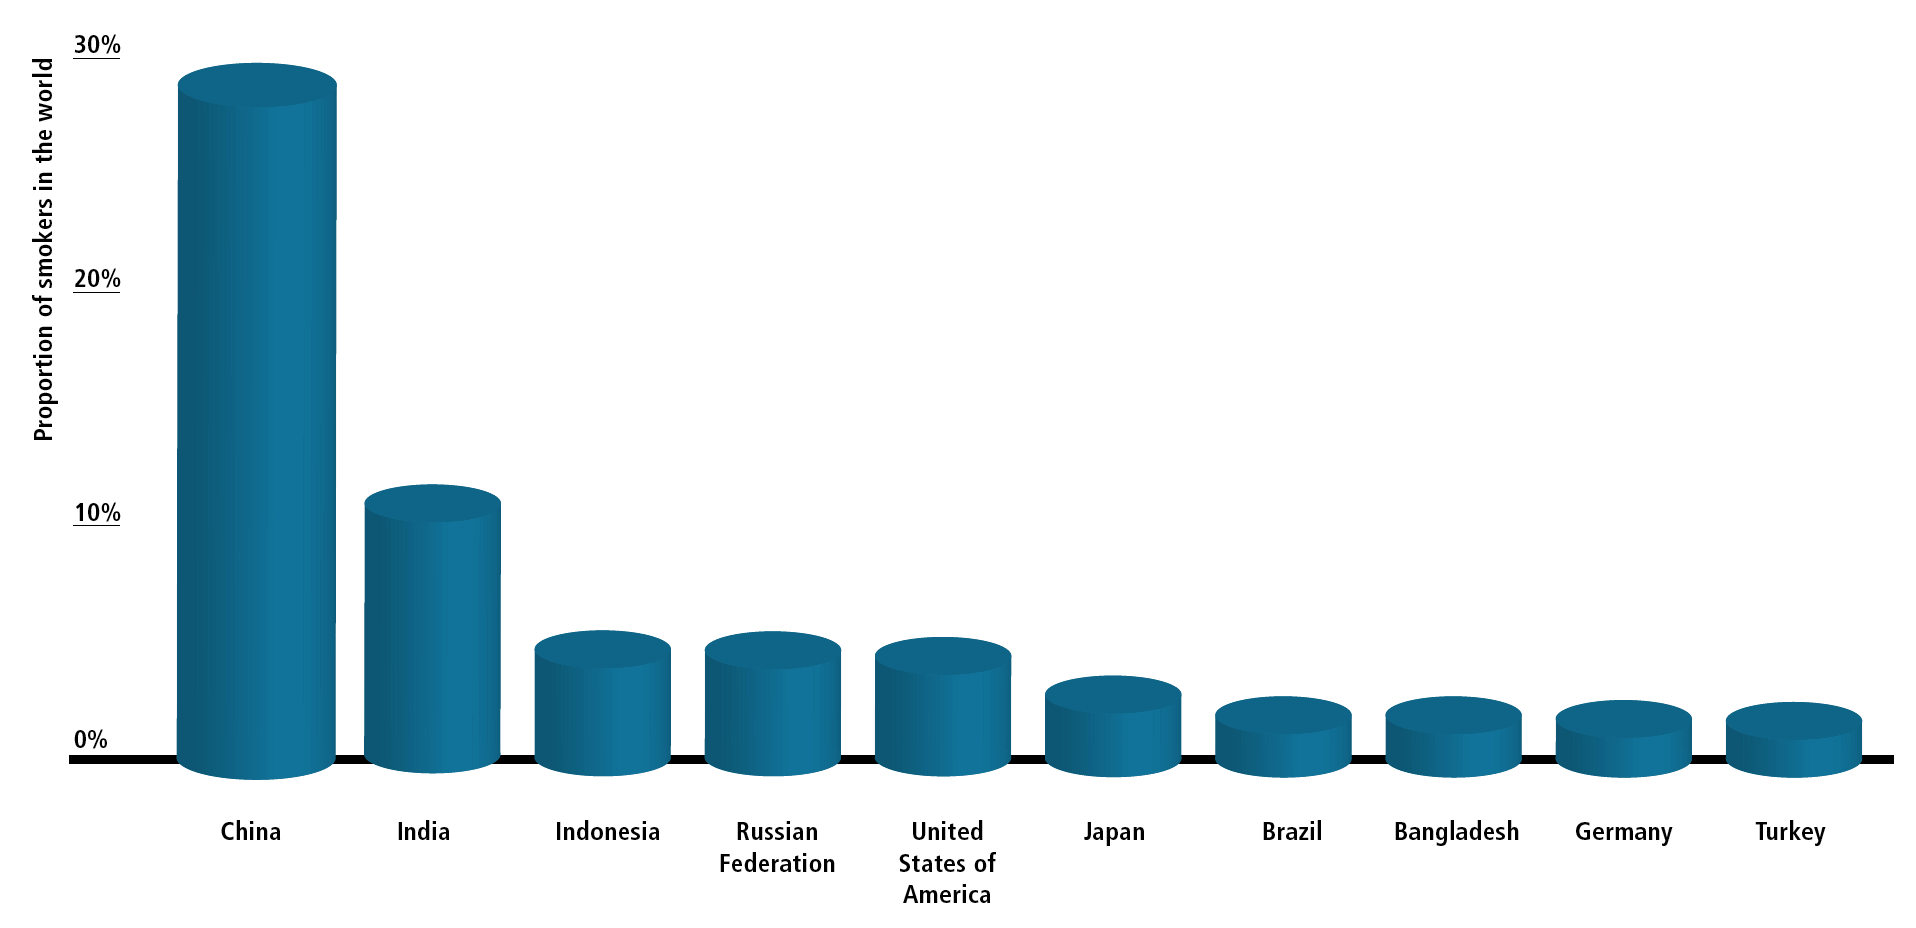 Proportion of smokers in the world
30%
20%
10%
0%
China
India
Indonesia
Russian
Federation
United
States of
America
Japan
Brazil
Bangladesh
Germany
Turkey